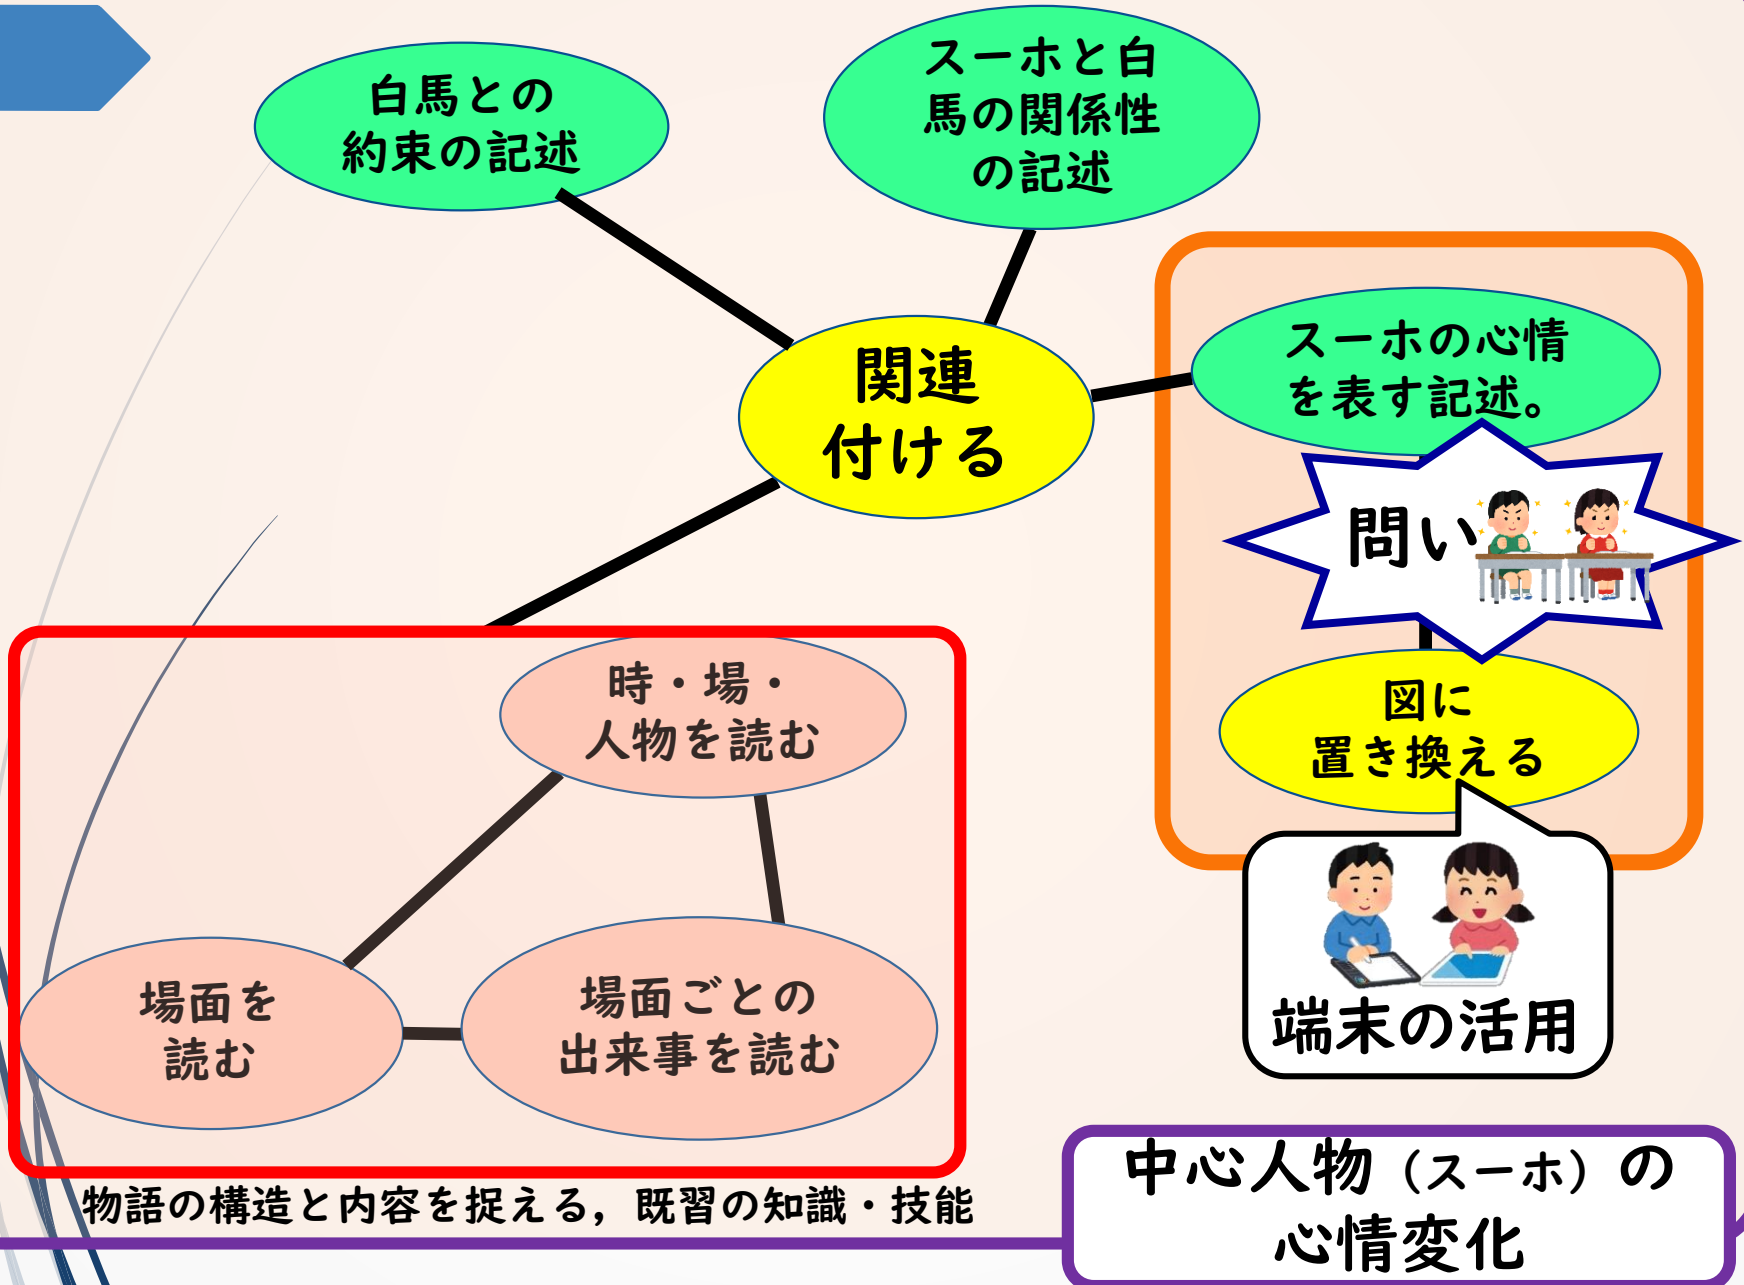 白馬との
約束の記述
スーホと白
馬の関係性
の記述
関連
付ける
スーホの心情
を表す記述。
問い
図に
置き換える
端末の活用
時・場・
人物を読む
場面を
読む
場面ごとの
出来事を読む
物語の構造と内容を捉える，既習の知識・技能
中心人物（スーホ）の
心情変化